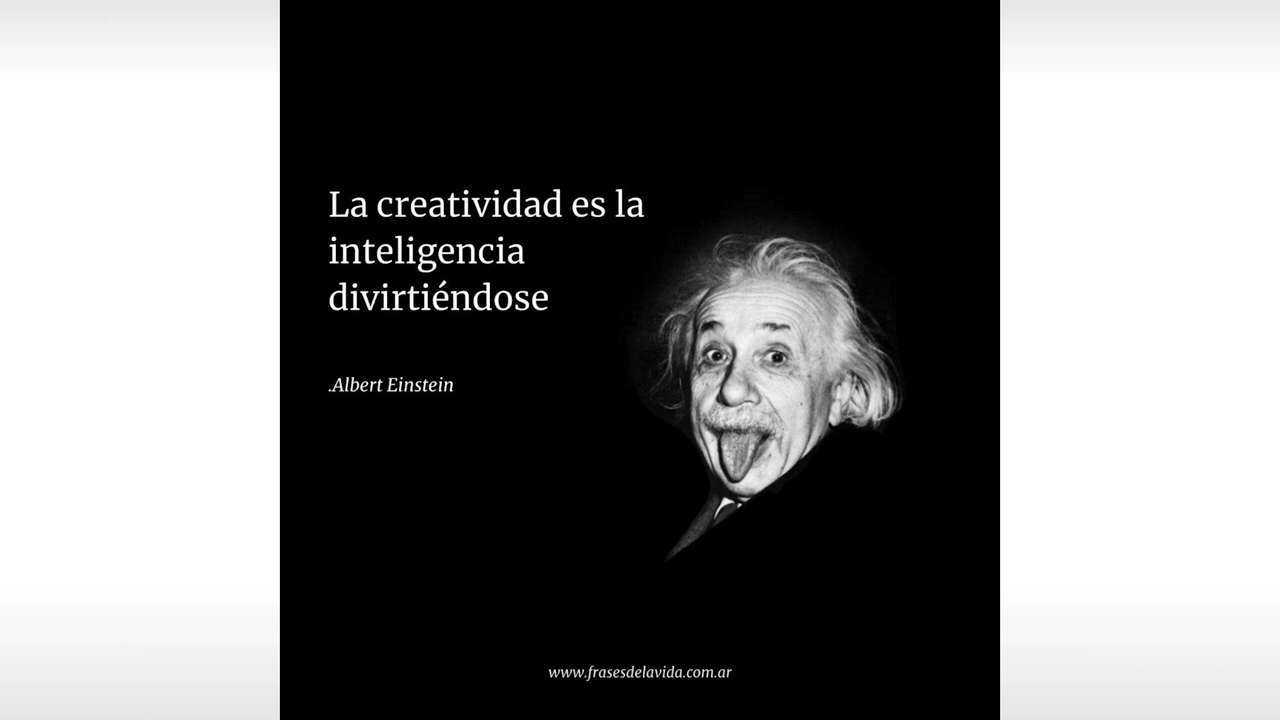 La creatividad es la
inteligencia
divirtiéndose
.Albert Einstein
www.frasesdelavida.com.ar